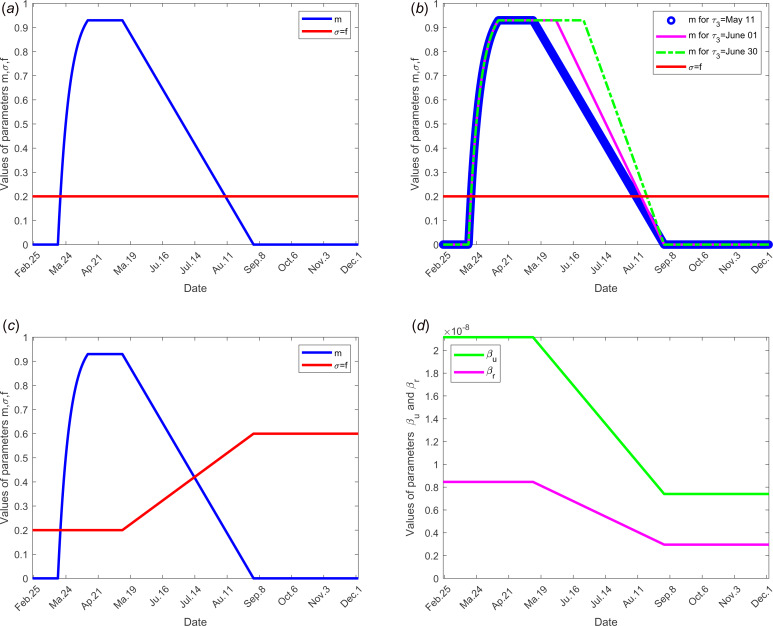 (a)
Values of parameters m,σ,f
1
0.9
0.8
0.7
0.6
0.5
0.4
0.3
0.2
0.1
0
m
σ=f
Feb.25
Ma.24
Ap.21
Ma.19
Ju.16
Jul.14
Au.11
Sep.8
Oct.6
Nov.3
Dec.1
Date
(b)
Values of parameters m,σ,f
1
0.9
0.8
0.7
0.6
0.5
0.4
0.3
0.2
0.1
0
m for τ₃=May 11
m for τ₃=June 01
m for τ₃=June 30
σ=f
Feb.25
Ma.24
Ap.21
Ma.19
Ju.16
Jul.14
Au.11
Sep.8
Oct.6
Nov.3
Dec.1
Date
(c)
Values of parameters m,σ,f
1
0.9
0.8
0.7
0.6
0.5
0.4
0.3
0.2
0.1
0
m
σ=f
Feb.25
Ma.24
Ap.21
Ma.19
Ju.16
Jul.14
Au.11
Sep.8
Oct.6
Nov.3
Dec.1
Date
(d)
×10⁻⁸
Values of parameters βᵤ and βᵣ
2
1.8
1.6
1.4
1.2
1
0.8
0.6
0.4
0.2
0
βᵤ
βᵣ
Feb.25
Ma.24
Ap.21
Ma.19
Ju.16
Jul.14
Au.11
Sep.8
Oct.6
Nov.3
Dec.1
Date